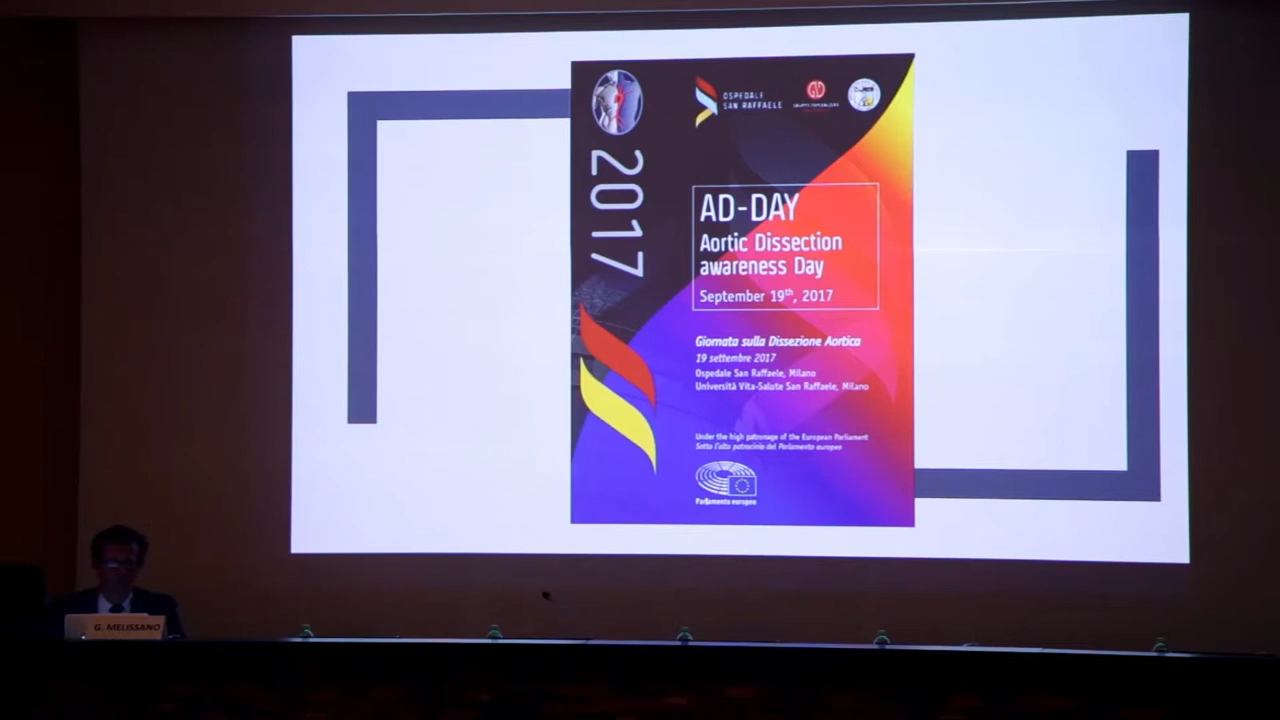 2017
OSPEDALE
SAN RAFFAELE
AD-DAY
Aortic Dissection
awareness Day
September 19th, 2017
Giornata sulla Dissezione Aortica
19 settembre 2017
Ospedale San Raffaele, Milano
Università Vita-Salute San Raffaele, Milano
Under the high patronage of the European Parliament
Sotto l'alto patrocinio del Parlamento europeo
Parlamento europeo
G. MELISSANO